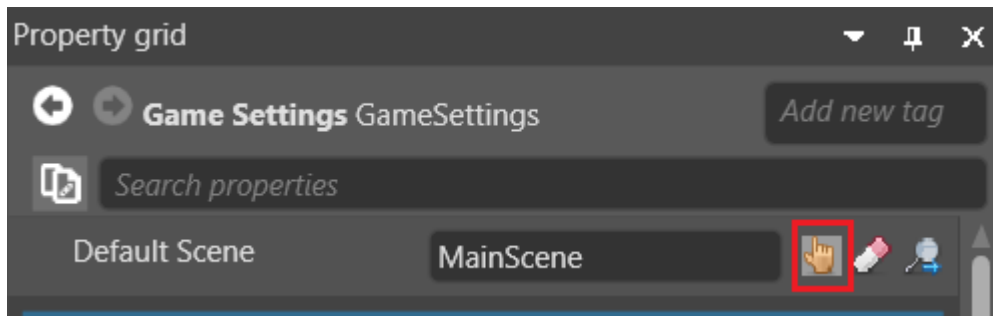 Property grid
Game Settings GameSettings
Add new tag
Search properties
Default Scene
MainScene